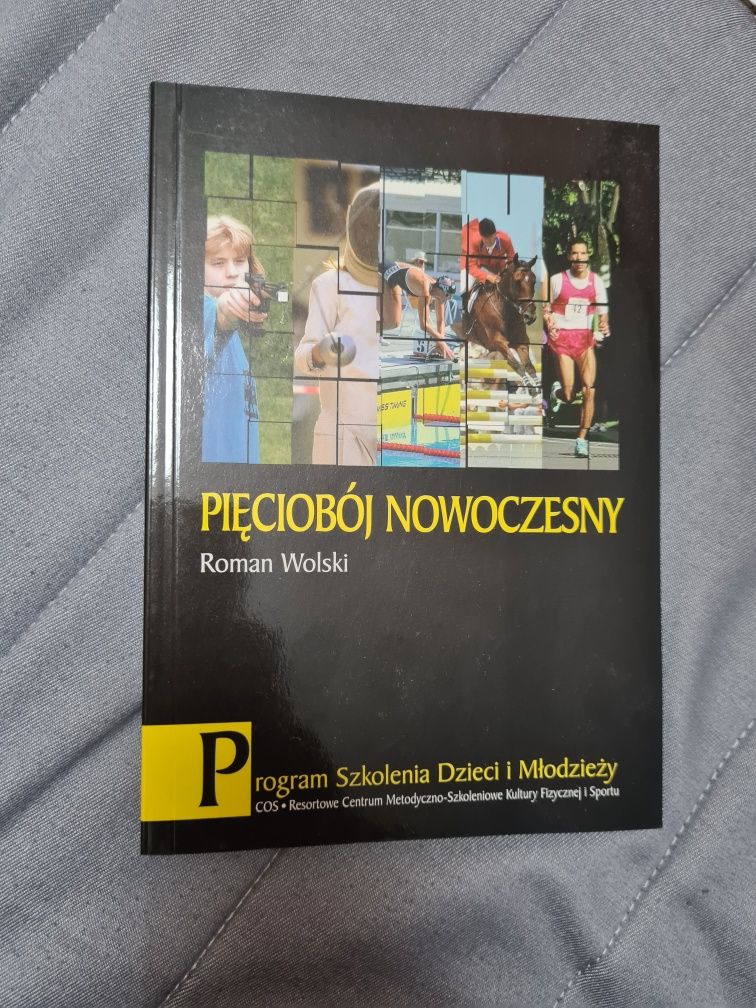 PIĘCIOBÓJ NOWOCZESNY
Roman Wolski
Program Szkolenia Dzieci i Młodzieży
COS • Resortowe Centrum Metodyczno-Szkoleniowe Kultury Fizycznej i Sportu